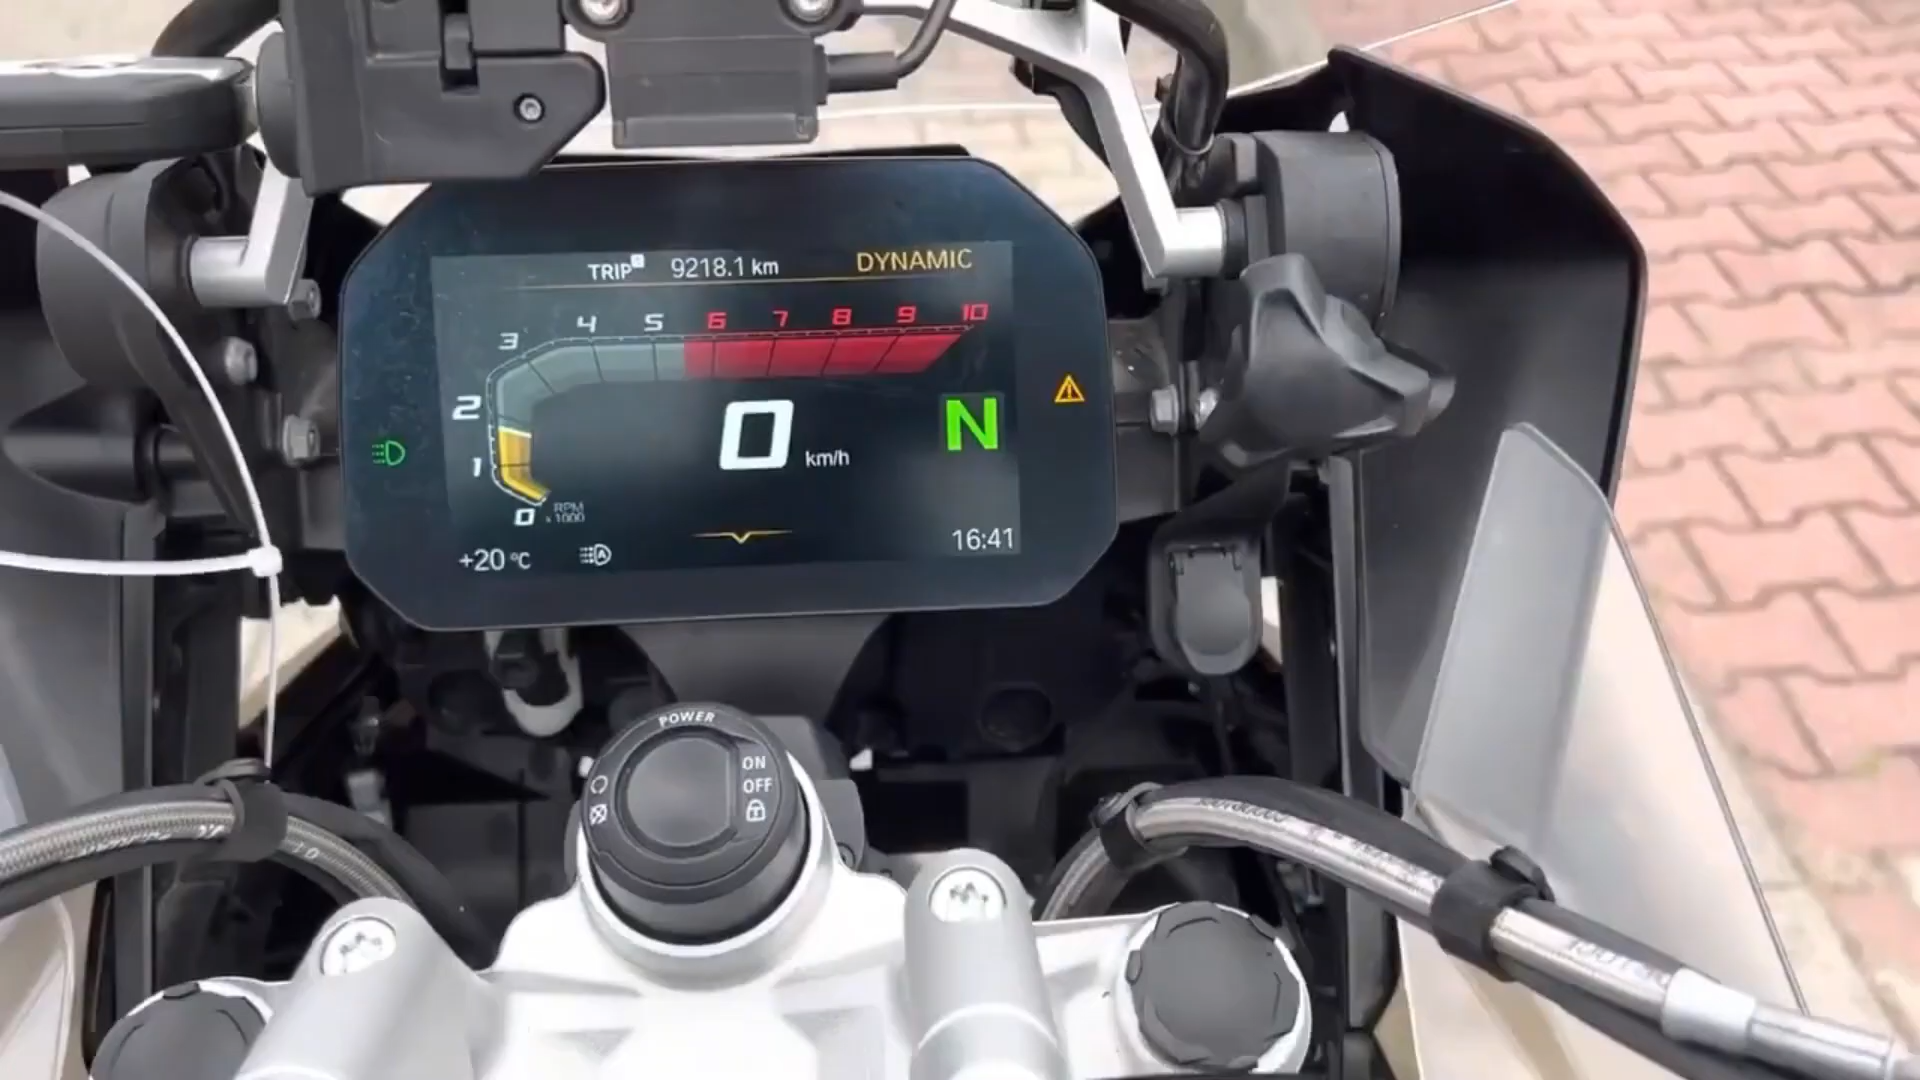 TRIP 9218.1 km DYNAMIC
3 4 5 6 7 8 9 10
2
1
0 RPM
x 1000
0 km/h
N
+20 °C
A
16:41
POWER
ON
OFF